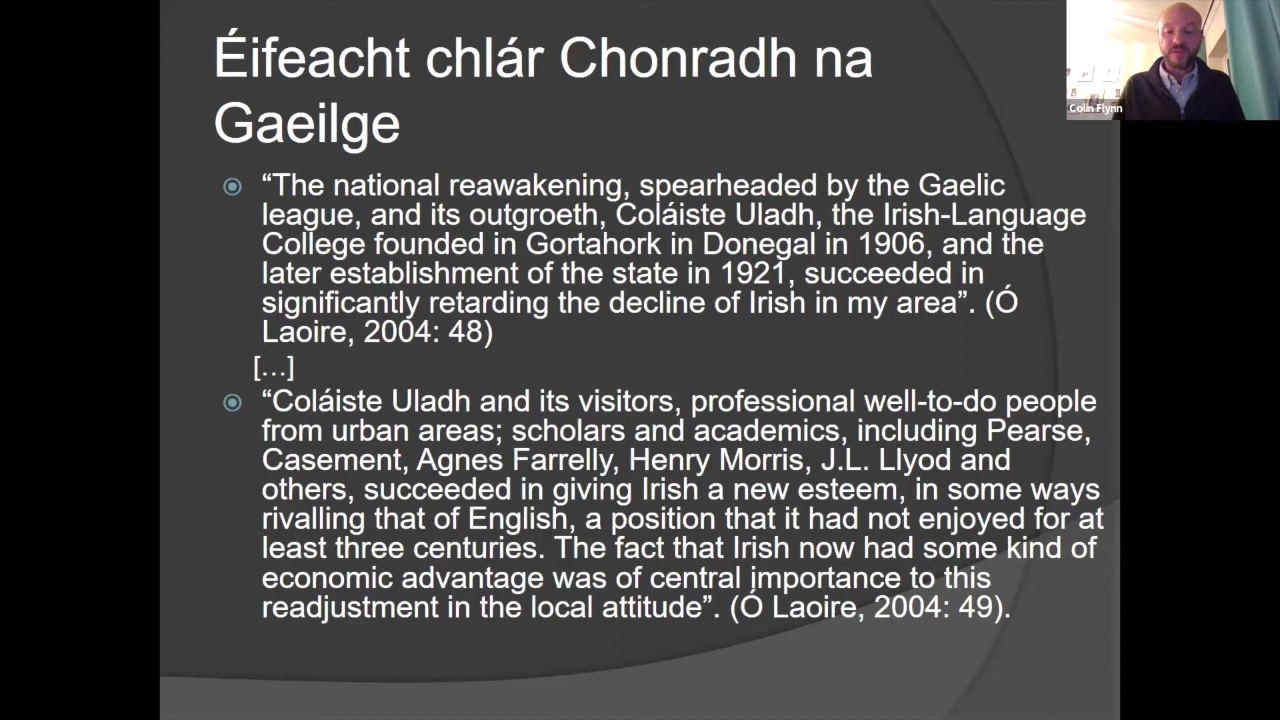 Éifeacht chlár Chonradh na
Gaeilge
“The national reawakening, spearheaded by the Gaelic
league, and its outgroeth, Coláiste Uladh, the Irish-Language
College founded in Gortahork in Donegal in 1906, and the
later establishment of the state in 1921, succeeded in
significantly retarding the decline of Irish in my area”. (Ó
Laoire, 2004: 48)
[…]
“Coláiste Uladh and its visitors, professional well-to-do people
from urban areas; scholars and academics, including Pearse,
Casement, Agnes Farrelly, Henry Morris, J.L. Llyod and
others, succeeded in giving Irish a new esteem, in some ways
rivalling that of English, a position that it had not enjoyed for at
least three centuries. The fact that Irish now had some kind of
economic advantage was of central importance to this
readjustment in the local attitude”. (Ó Laoire, 2004: 49).
Colin Flynn